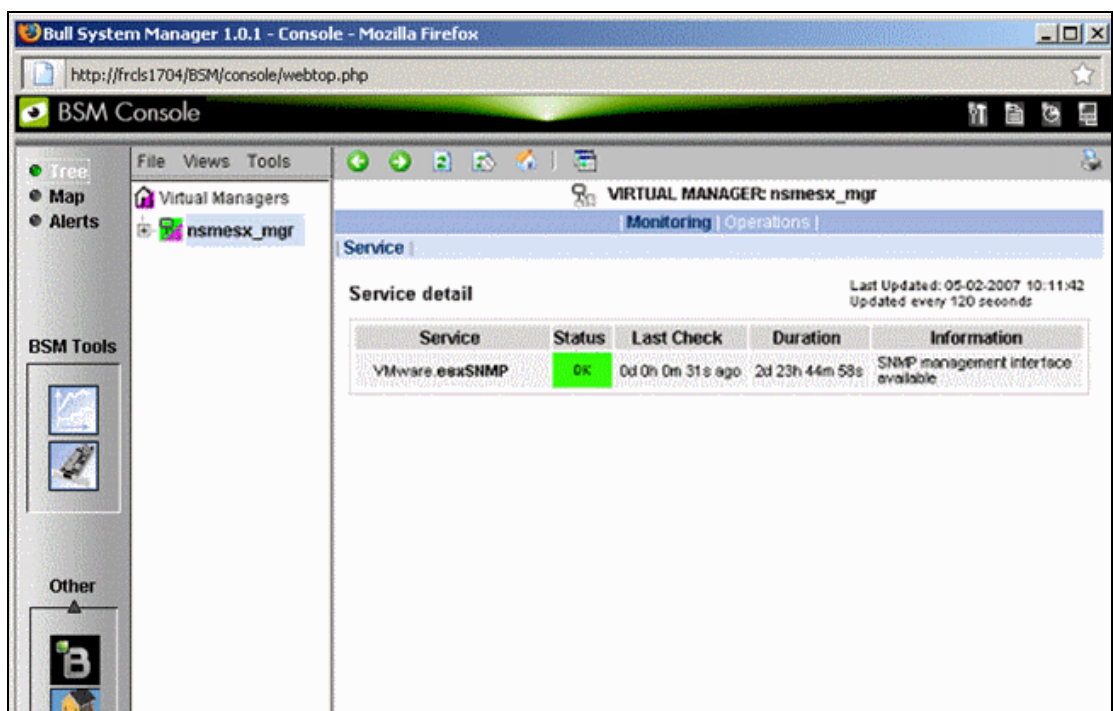 Bull System Manager 1.0.1 - Console - Mozilla Firefox
http://frcls1704/BSM/console/webtop.php
BSM Console
Tree
Map
Alerts
File Views Tools
Virtual Managers
nsmesx_mgr
VIRTUAL MANAGER: nsmesx_mgr
| Monitoring | Operations |
| Service |
Service detail
Last Updated: 05-02-2007 10:11:42
Updated every 120 seconds
Service Status Last Check Duration Information
VMware.esxSNMP OK 0d 0h 0m 31s ago 2d 23h 44m 58s SNMP management interface
available
BSM Tools
Other
B